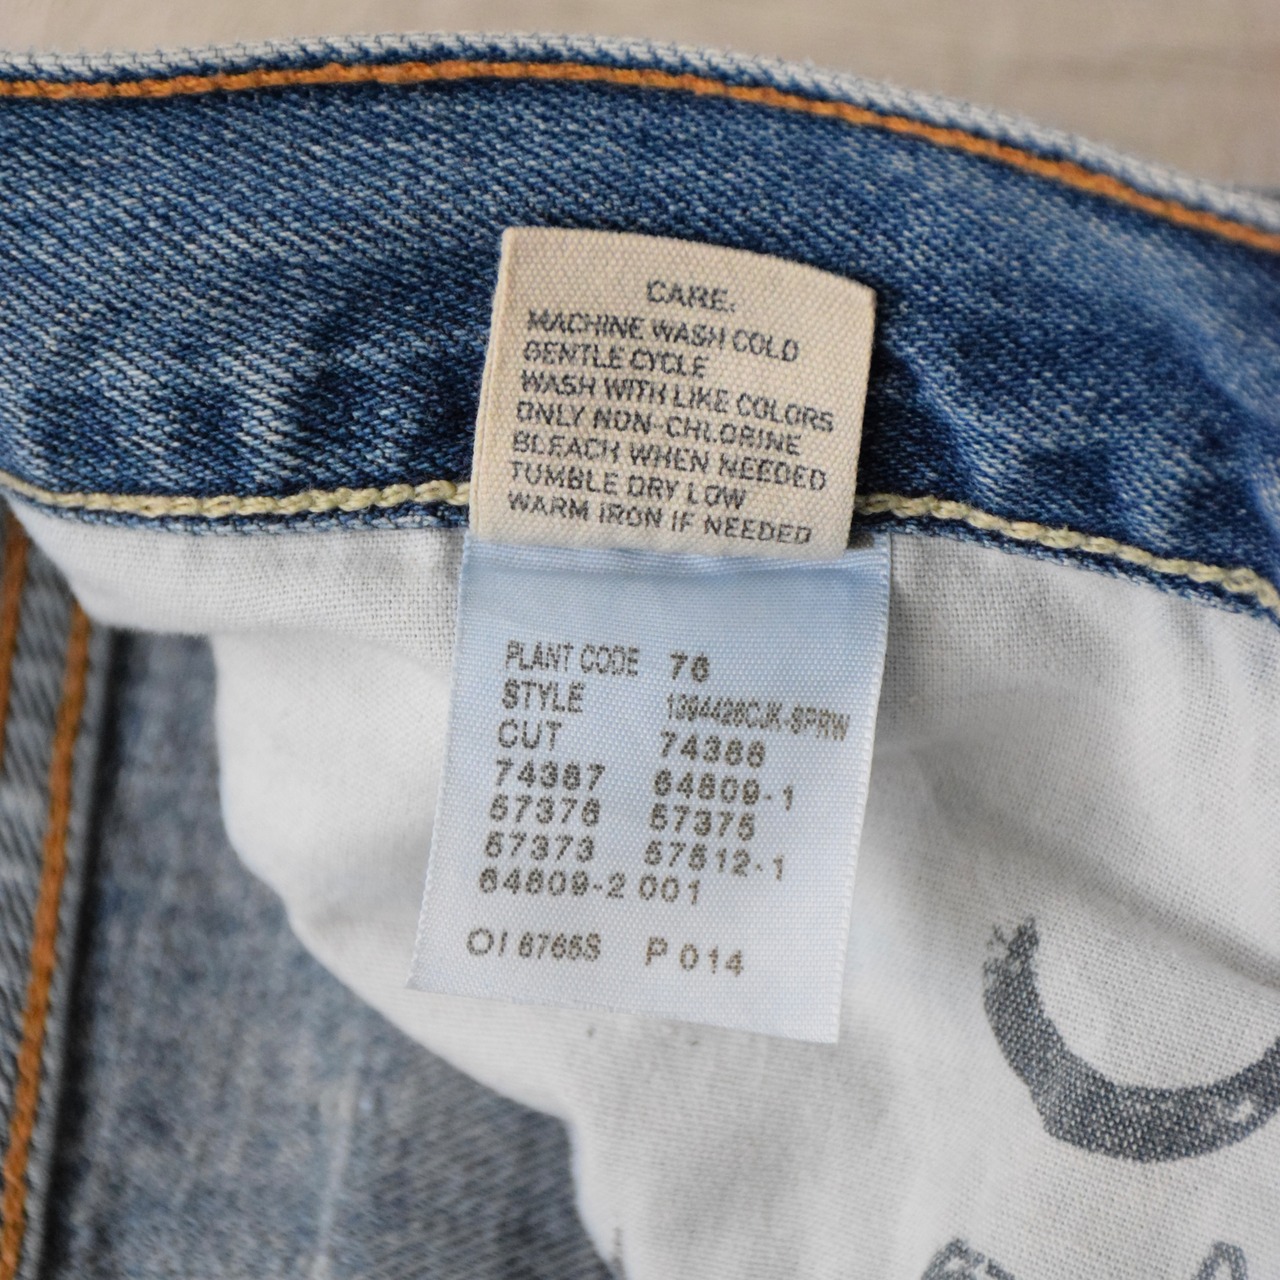 CARE:
MACHINE WASH COLD
GENTLE CYCLE
WASH WITH LIKE COLORS
ONLY NON-CHLORINE
BLEACH WHEN NEEDED
TUMBLE DRY LOW
WARM IRON IF NEEDED
PLANT CODE 76
STYLE
CUT 74386
74387 64809-1
57376 57375
57373 57512-1
64809-2 001
P 014